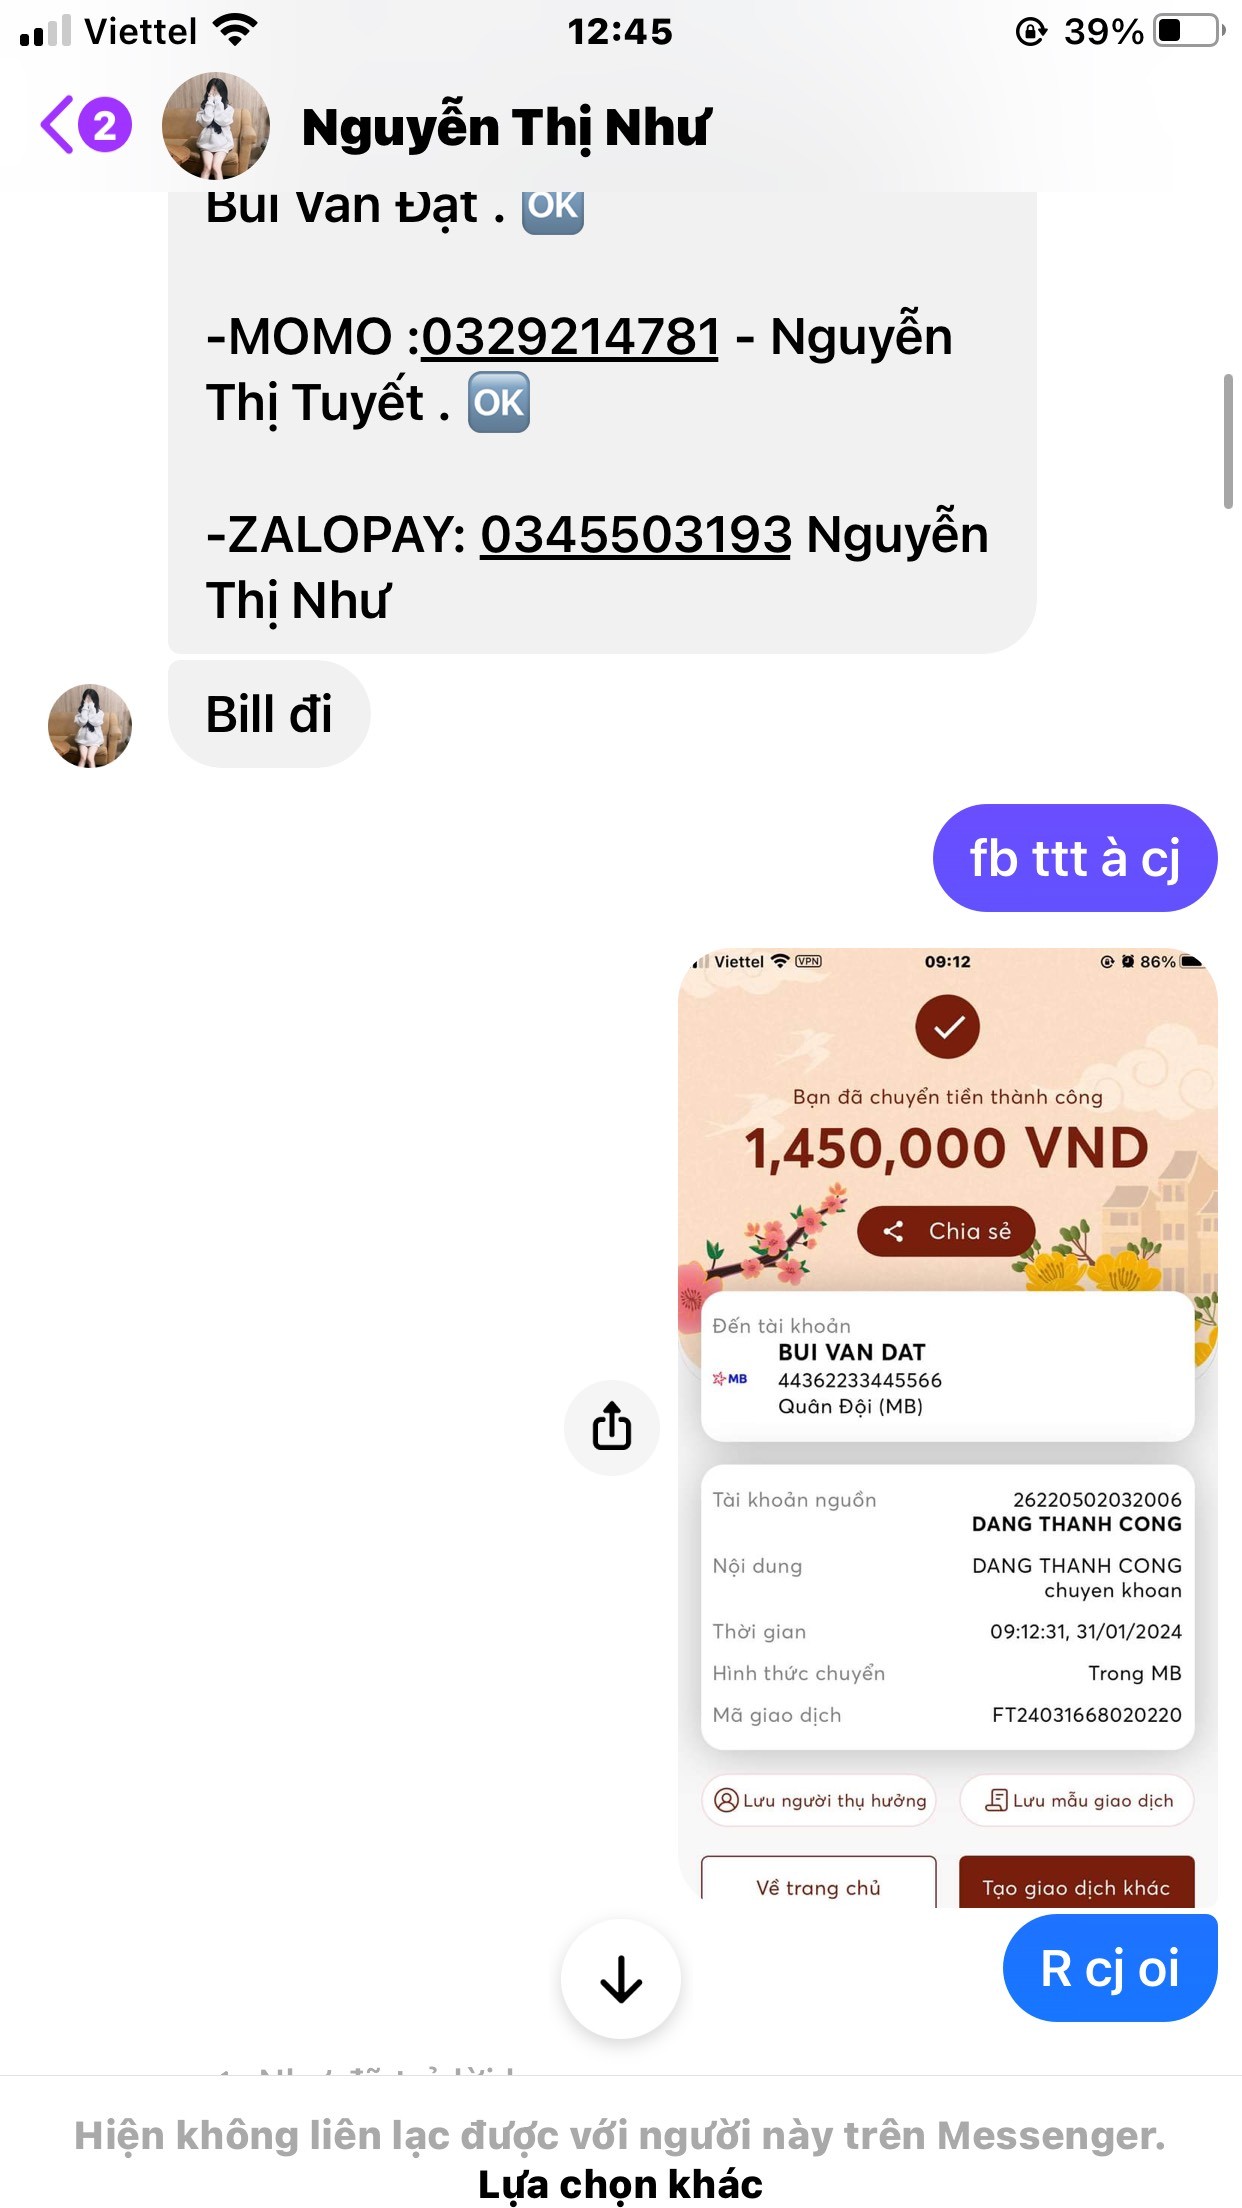 Viettel 12:45 39%
2 Nguyễn Thị Như
Bùi Văn Đạt . OK
-MOMO :0329214781 - Nguyễn
Thị Tuyết . OK
-ZALOPAY: 0345503193 Nguyễn
Thị Như
Bill đi
fb ttt à cj
Viettel VPN 09:12 86%
Bạn đã chuyển tiền thành công
1,450,000 VND
Chia sẻ
Đến tài khoản
BUI VAN DAT
MB 44362233445566
Quân Đội (MB)
Tài khoản nguồn 26220502032006
DANG THANH CONG
Nội dung DANG THANH CONG
chuyen khoan
Thời gian 09:12:31, 31/01/2024
Hình thức chuyển Trong MB
Mã giao dịch FT24031668020220
Lưu người thụ hưởng Lưu mẫu giao dịch
Về trang chủ Tạo giao dịch khác
R cj oi
Hiện không liên lạc được với người này trên Messenger.
Lựa chọn khác